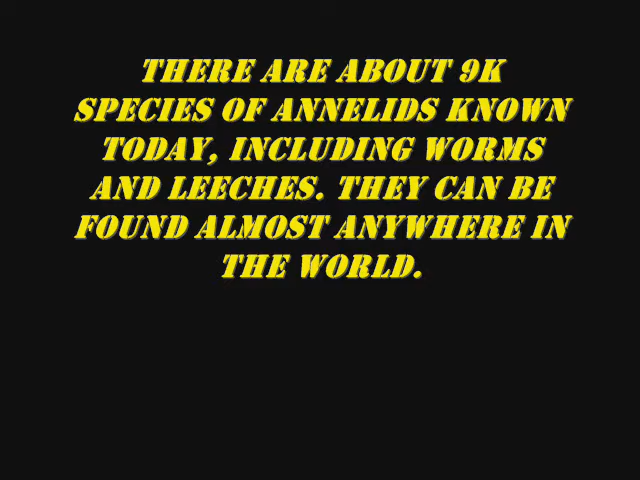 THERE ARE ABOUT 9K
SPECIES OF ANNELIDS KNOWN
TODAY, INCLUDING WORMS
AND LEECHES. THEY CAN BE
FOUND ALMOST ANYWHERE IN
THE WORLD.